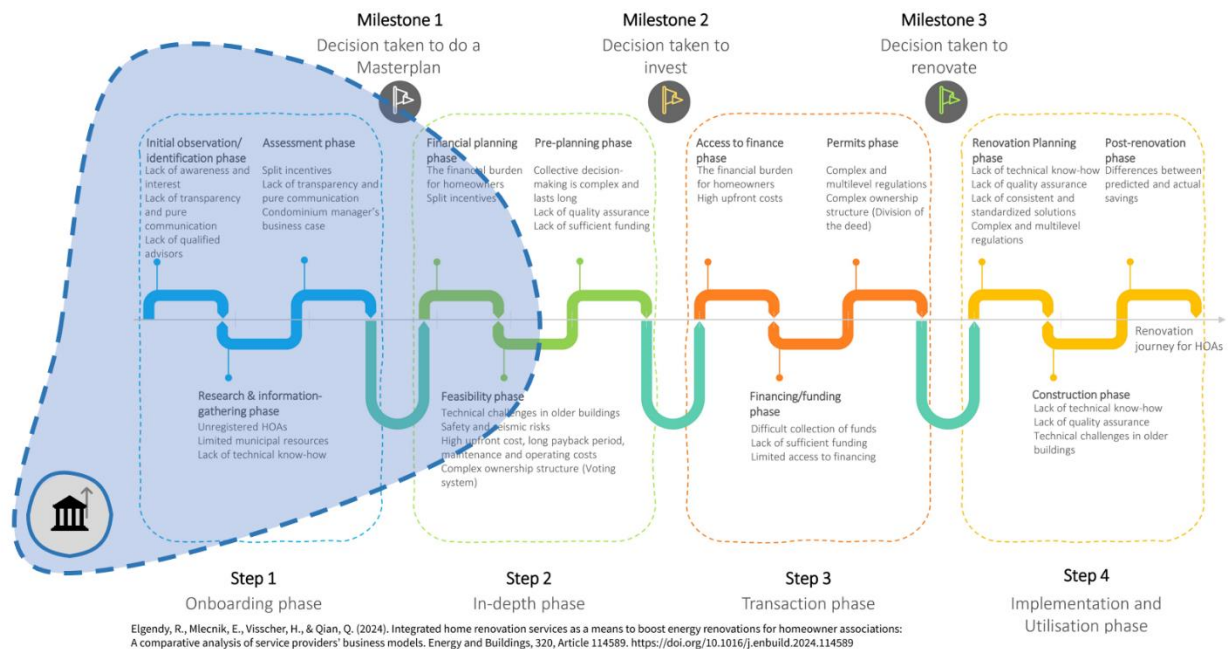 Milestone 1
Decision taken to do a
Masterplan
Milestone 2
Decision taken to
invest
Milestone 3
Decision taken to
renovate
Initial observation/
identification phase
Lack of awareness and
interest
Lack of transparency
and pure
communication
Lack of qualified
advisors
Assessment phase
Split incentives
Lack of transparency and
pure communication
Condominium manager's
business case
Financial planning
phase
The financial burden
for homeowners
Split incentives
Pre-planning phase
Collective decision-
making is complex and
lasts long
Lack of quality assurance
Lack of sufficient funding
Access to finance
phase
The financial burden
for homeowners
High upfront costs
Permits phase
Complex and
multilevel regulations
Complex ownership
structure (Division of
the deed)
Renovation Planning
phase
Lack of technical know-how
Lack of quality assurance
Lack of consistent and
standardized solutions
Complex and multilevel
regulations
Post-renovation
phase
Differences between
predicted and actual
savings
Renovation
journey for HOAs
Research & information-
gathering phase
Unregistered HOAs
Limited municipal resources
Lack of technical know-how
Feasibility phase
Technical challenges in older buildings
Safety and seismic risks
High upfront cost, long payback period,
maintenance and operating costs
Complex ownership structure (Voting
system)
Financing/funding
phase
Difficult collection of funds
Lack of sufficient funding
Limited access to financing
Construction phase
Lack of technical know-how
Lack of quality assurance
Technical challenges in older
buildings
Step 1
Onboarding phase
Step 2
In-depth phase
Step 3
Transaction phase
Step 4
Implementation and
Utilisation phase
Elgendy, R., Mlecnik, E., Visscher, H., & Qian, Q. (2024). Integrated home renovation services as a means to boost energy renovations for homeowner associations:
A comparative analysis of service providers' business models. Energy and Buildings, 320, Article 114589. https://doi.org/10.1016/j.enbuild.2024.114589